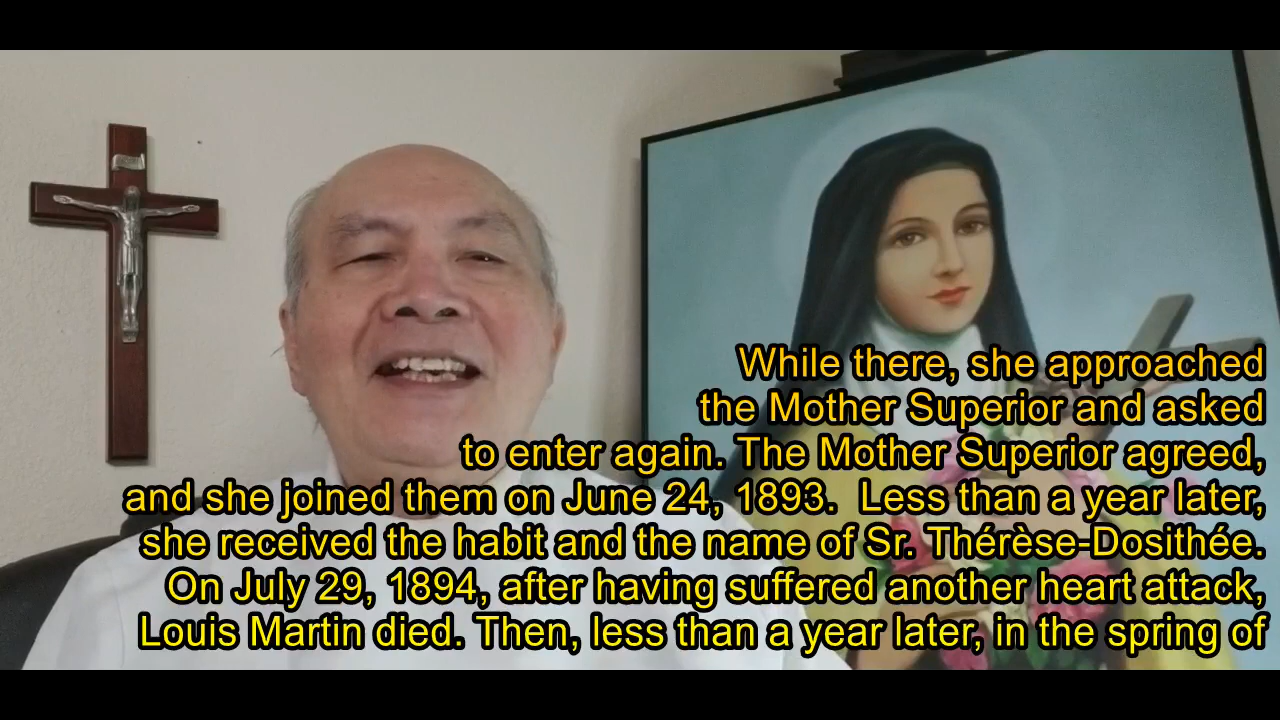 While there, she approached
the Mother Superior and asked
to enter again. The Mother Superior agreed,
and she joined them on June 24, 1893.  Less than a year later,
she received the habit and the name of Sr. Thérèse-Dosithée.
On July 29, 1894, after having suffered another heart attack,
Louis Martin died. Then, less than a year later, in the spring of